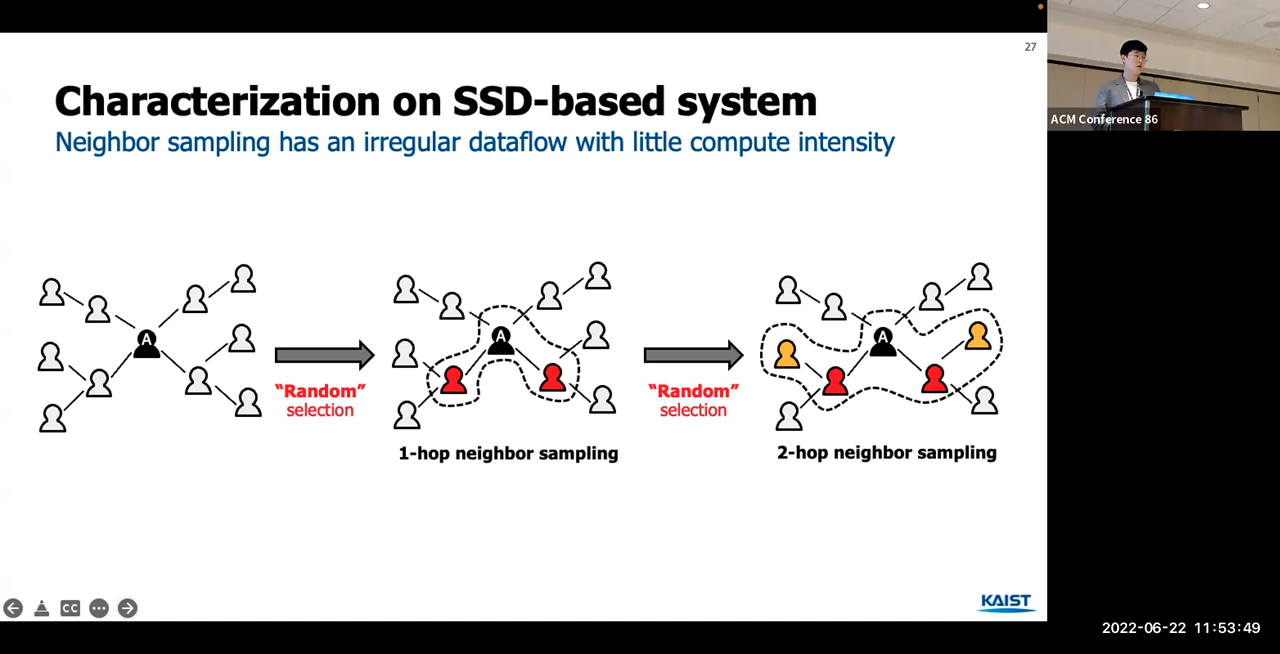 27
Characterization on SSD-based system
Neighbor sampling has an irregular dataflow with little compute intensity
ACM Conference 86
A
A
A
"Random"
selection
"Random"
selection
1-hop neighbor sampling
2-hop neighbor sampling
CC
KAIST
2022-06-22 11:53:49